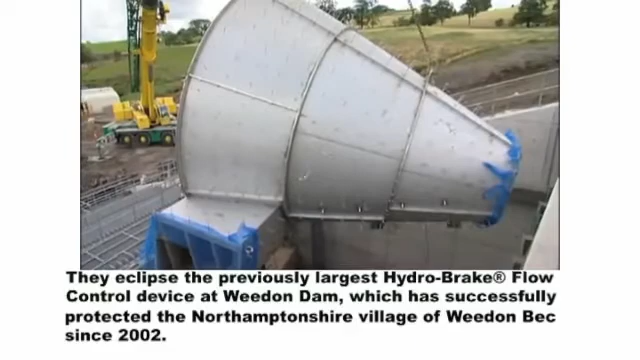 They eclipse the previously largest Hydro-Brake® Flow
Control device at Weedon Dam, which has successfully
protected the Northamptonshire village of Weedon Bec
since 2002.